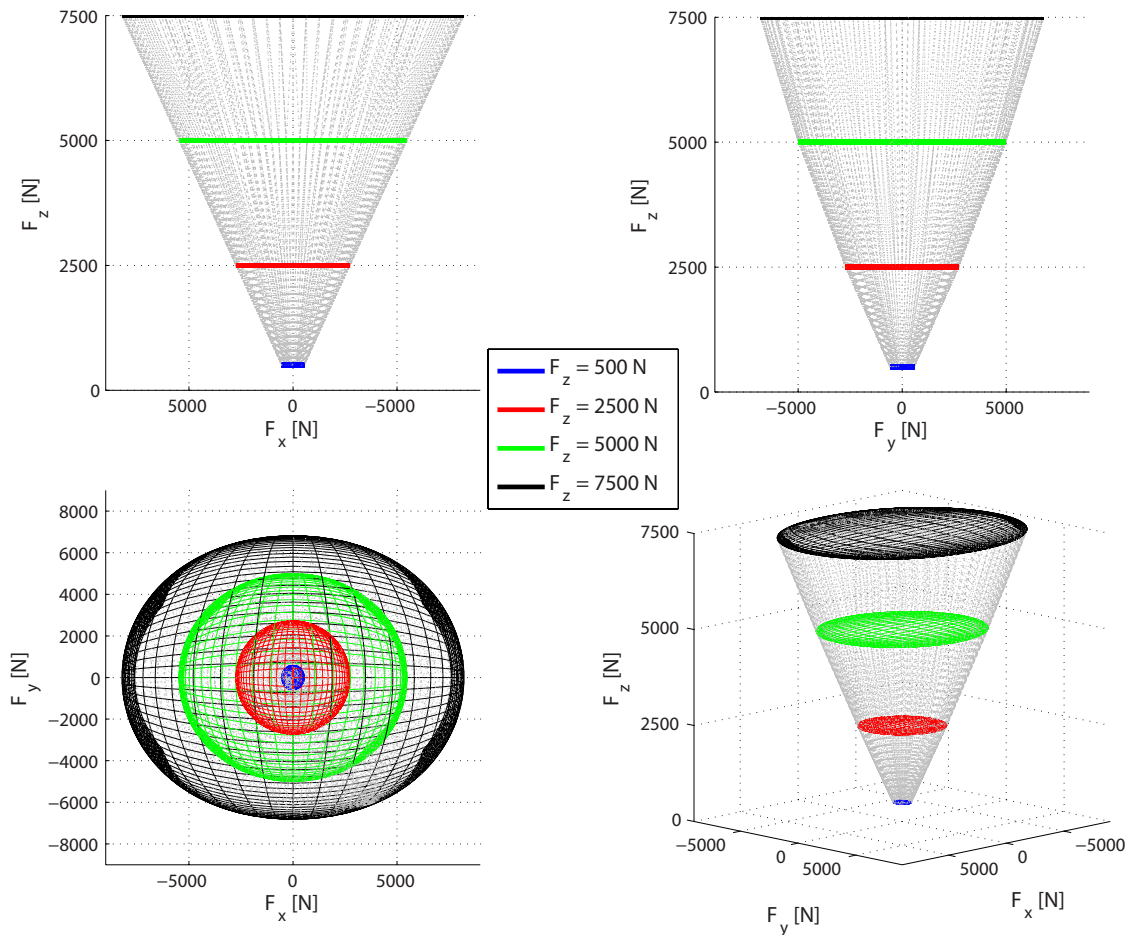 7500
5000
2500
0
F_z [N]
5000 0 −5000
F_x [N]
7500
5000
2500
0
F_z [N]
−5000 0 5000
F_y [N]
F_z = 500 N
F_z = 2500 N
F_z = 5000 N
F_z = 7500 N
8000
6000
4000
2000
0
−2000
−4000
−6000
−8000
F_y [N]
−5000 0 5000
F_x [N]
7500
5000
2500
0
F_z [N]
−5000
0
5000
F_y [N]
5000
0
−5000
F_x [N]